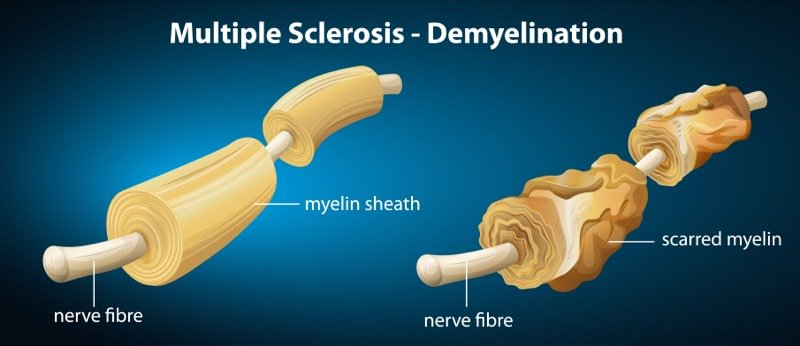 Multiple Sclerosis - Demyelination
myelin sheath
scarred myelin
nerve fibre
nerve fibre